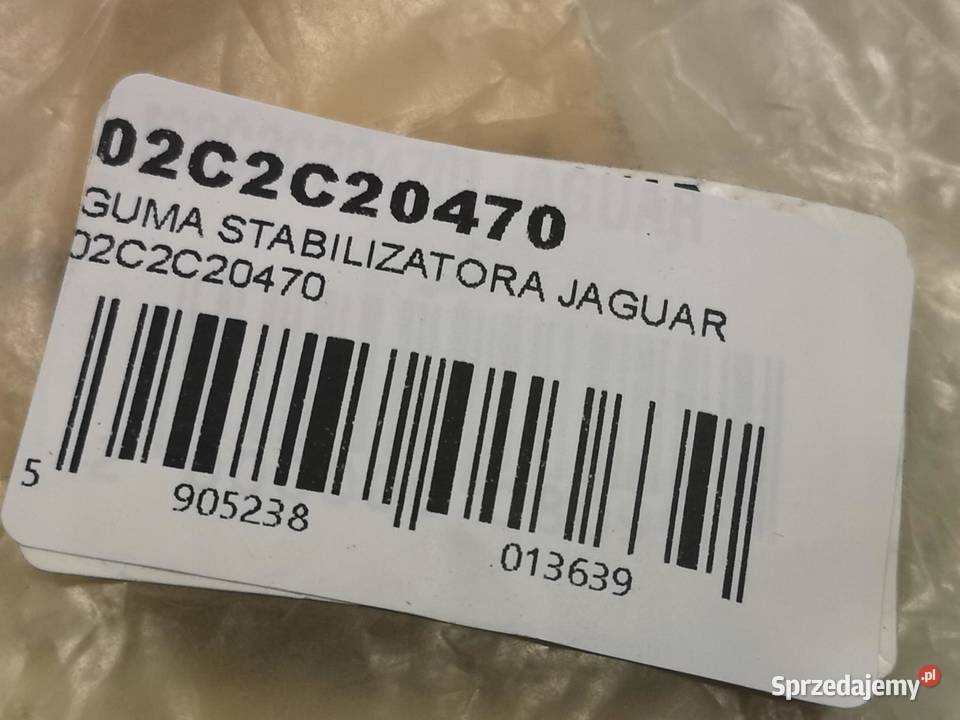 02C2C20470
GUMA STABILIZATORA JAGUAR
02C2C20470
5 905238 013639
Sprzedajemy.pl